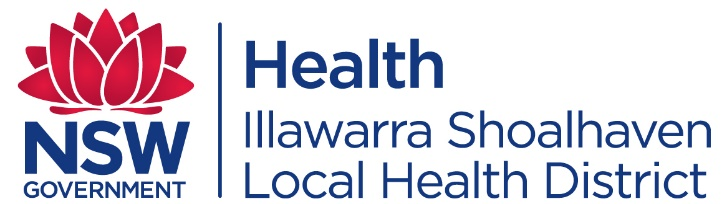 NSW
GOVERNMENT
Health
Illawarra Shoalhaven
Local Health District